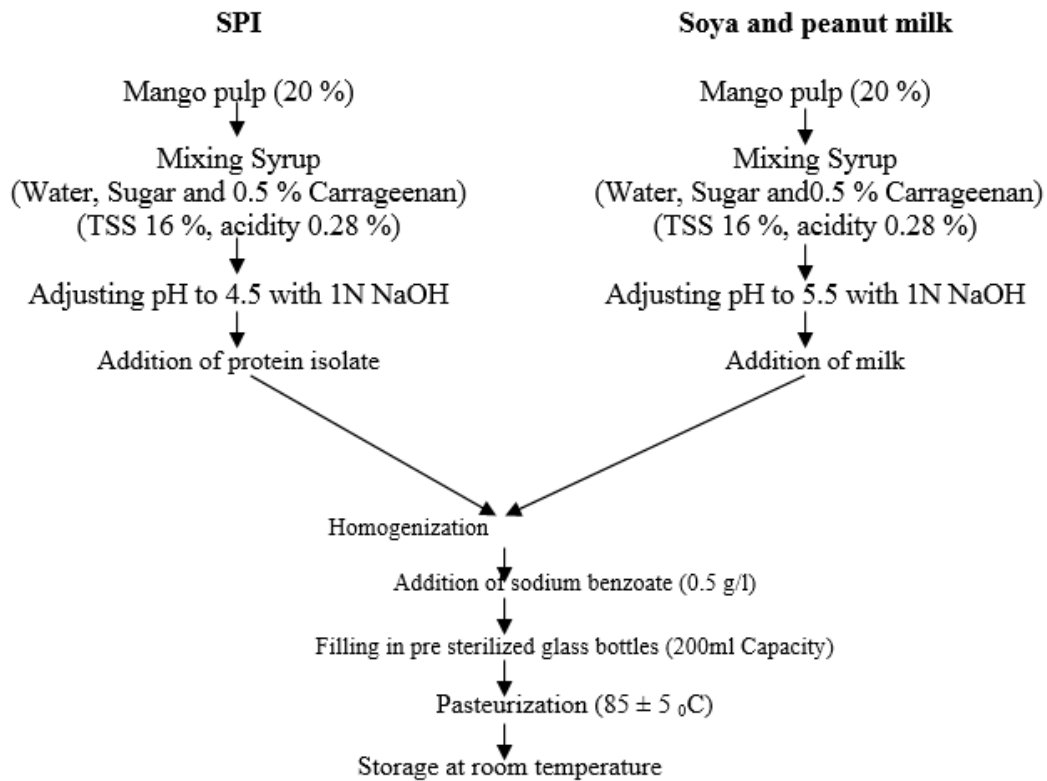 SPI
Mango pulp (20 %)
Mixing Syrup
(Water, Sugar and 0.5 % Carrageenan)
(TSS 16 %, acidity 0.28 %)
Adjusting pH to 4.5 with 1N NaOH
Addition of protein isolate
Soya and peanut milk
Mango pulp (20 %)
Mixing Syrup
(Water, Sugar and0.5 % Carrageenan)
(TSS 16 %, acidity 0.28 %)
Adjusting pH to 5.5 with 1N NaOH
Addition of milk
Homogenization
Addition of sodium benzoate (0.5 g/l)
Filling in pre sterilized glass bottles (200ml Capacity)
Pasteurization (85 ± 5 ₀C)
Storage at room temperature